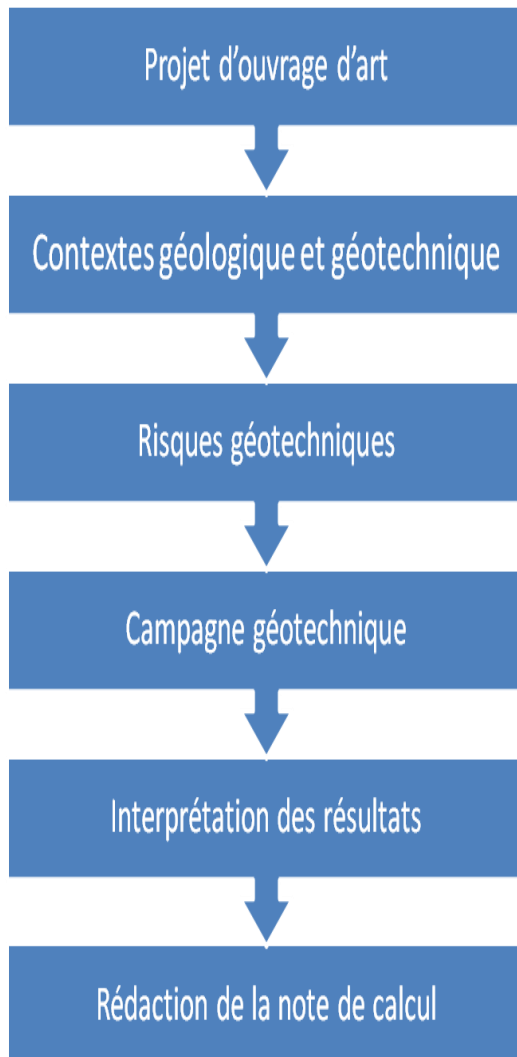 Projet d'ouvrage d'art
Contextes géologique et géotechnique
Risques géotechniques
Campagne géotechnique
Interprétation des résultats
Rédaction de la note de calcul